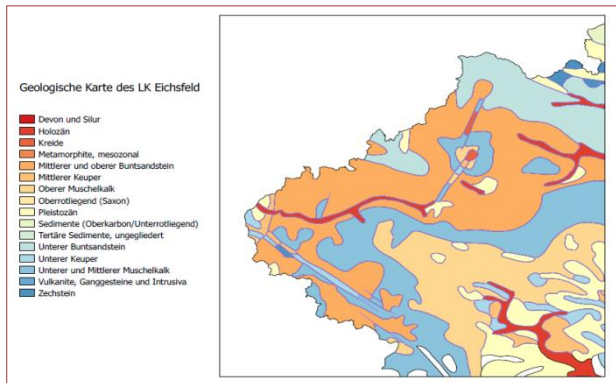 Geologische Karte des LK Eichsfeld
Devon und Silur
Holozän
Kreide
Metamorphite, mesozonal
Mittlerer und oberer Buntsandstein
Mittlerer Keuper
Oberer Muschelkalk
Oberrotliegend (Saxon)
Pleistozän
Sedimente (Oberkarbon/Unterrotliegend)
Tertäre Sedimente, ungegliedert
Unterer Buntsandstein
Unterer Keuper
Unterer und Mittlerer Muschelkalk
Vulkanite, Ganggesteine und Intrusiva
Zechstein